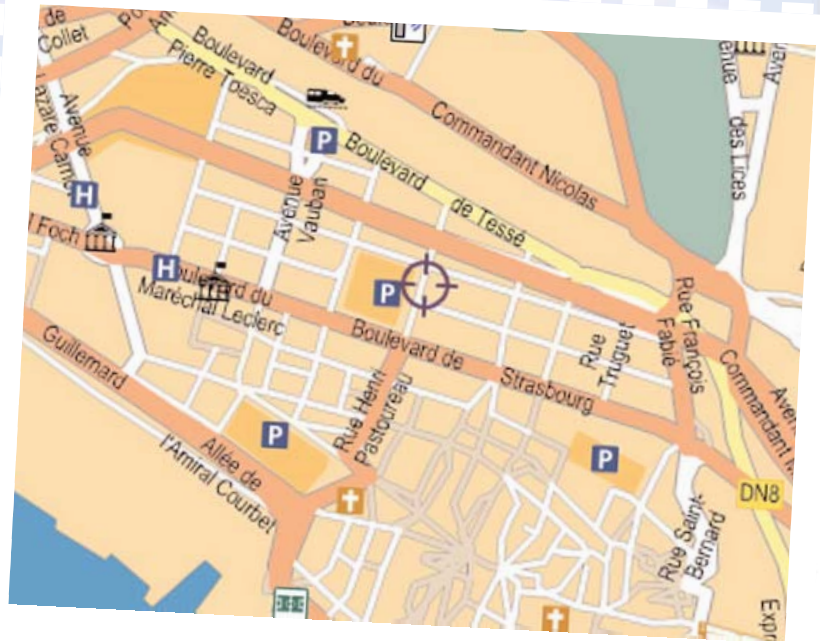 de
Collet
Boulevard
Pierre Toesca
Boulevard du
Commandant Nicolas
Avenue
Lazare Carnot
P
Boulevard
de Tessé
Avenue
Vauban
des Lices
H
Foch
H
Boulevard du
Maréchal Leclerc
P
Boulevard de
Strasbourg
Rue
Truguet
Rue François
Fabié
Commandant
Guillemard
Allée de
l'Amiral Courbet
P
Rue Henri
Pastoureau
P
DN8
Rue Saint-
Bernard